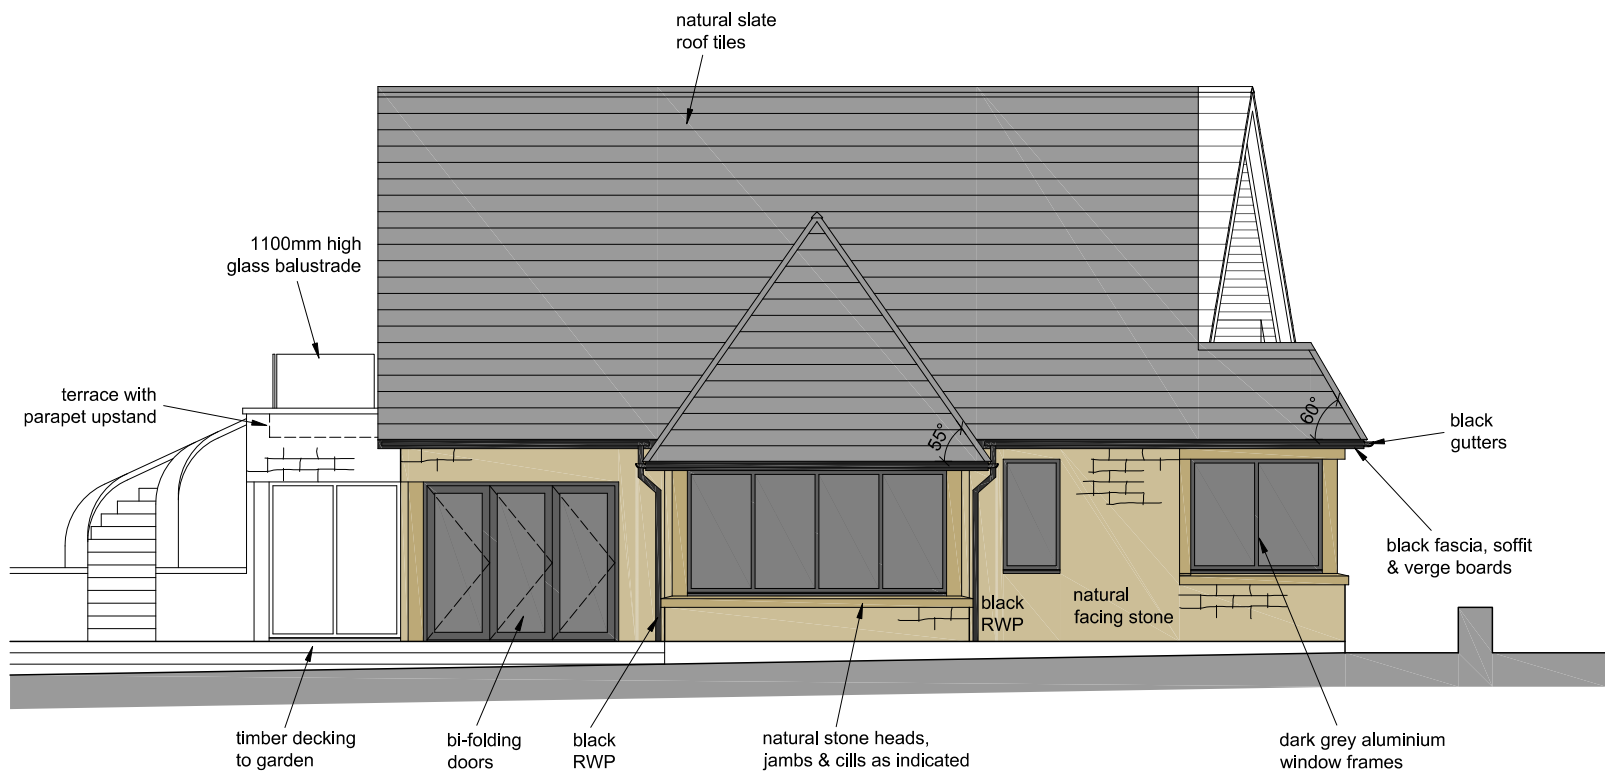 natural slate
roof tiles
1100mm high
glass balustrade
terrace with
parapet upstand
55°
60°
black
gutters
black fascia, soffit
& verge boards
natural
facing stone
black
RWP
timber decking
to garden
bi-folding
doors
black
RWP
natural stone heads,
jambs & cills as indicated
dark grey aluminium
window frames